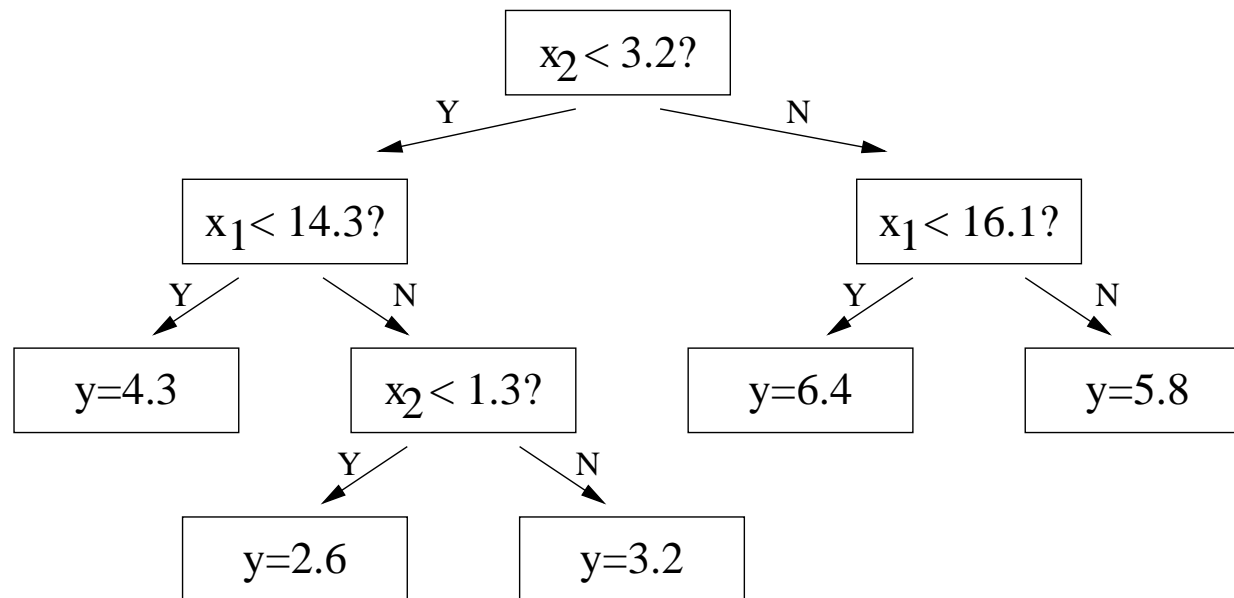 x2 < 3.2?
Y
N
x1 < 14.3?
x1 < 16.1?
Y
N
Y
N
y=4.3
x2 < 1.3?
y=6.4
y=5.8
Y
N
y=2.6
y=3.2